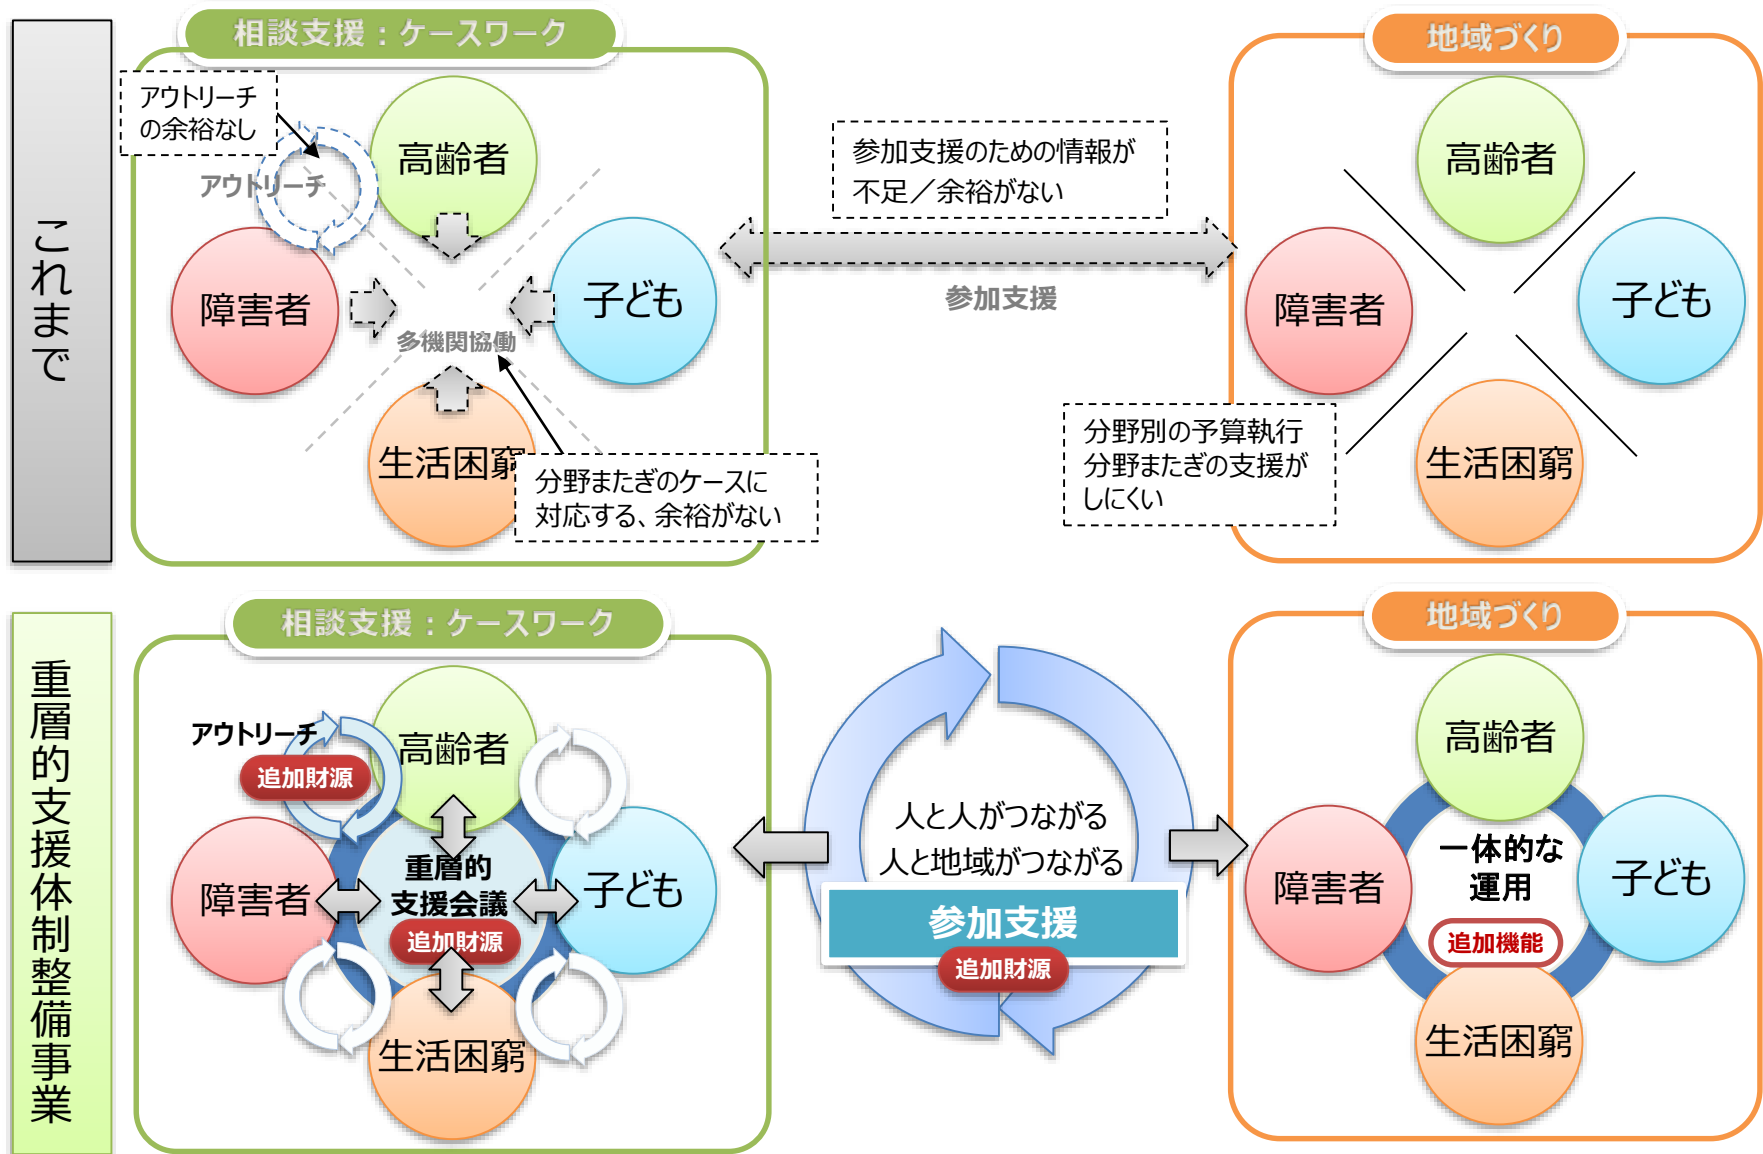 これまで
相談支援：ケースワーク
アウトリーチ
の余裕なし
アウトリーチ
高齢者
障害者
子ども
多機関協働
生活困窮
分野またぎのケースに
対応する、余裕がない
参加支援のための情報が
不足／余裕がない
参加支援
地域づくり
高齢者
障害者
子ども
生活困窮
分野別の予算執行
分野またぎの支援が
しにくい
重層的支援体制整備事業
相談支援：ケースワーク
アウトリーチ
追加財源
高齢者
障害者
重層的
支援会議
追加財源
子ども
生活困窮
人と人がつながる
人と地域がつながる
参加支援
追加財源
地域づくり
高齢者
障害者
一体的な
運用
追加機能
子ども
生活困窮